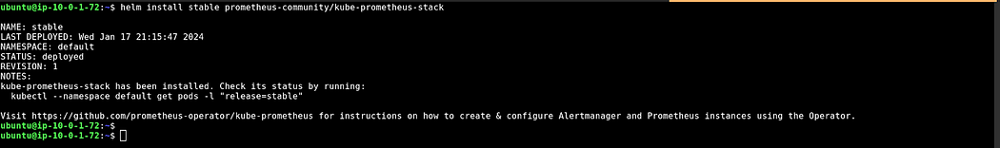 ubuntu@ip-10-0-1-72:~$ helm install stable prometheus-community/kube-prometheus-stack
NAME: stable
LAST DEPLOYED: Wed Jan 17 21:15:47 2024
NAMESPACE: default
STATUS: deployed
REVISION: 1
NOTES:
kube-prometheus-stack has been installed. Check its status by running:
  kubectl --namespace default get pods -l "release=stable"
Visit https://github.com/prometheus-operator/kube-prometheus for instructions on how to create & configure Alertmanager and Prometheus instances using the Operator.
ubuntu@ip-10-0-1-72:~$
ubuntu@ip-10-0-1-72:~$